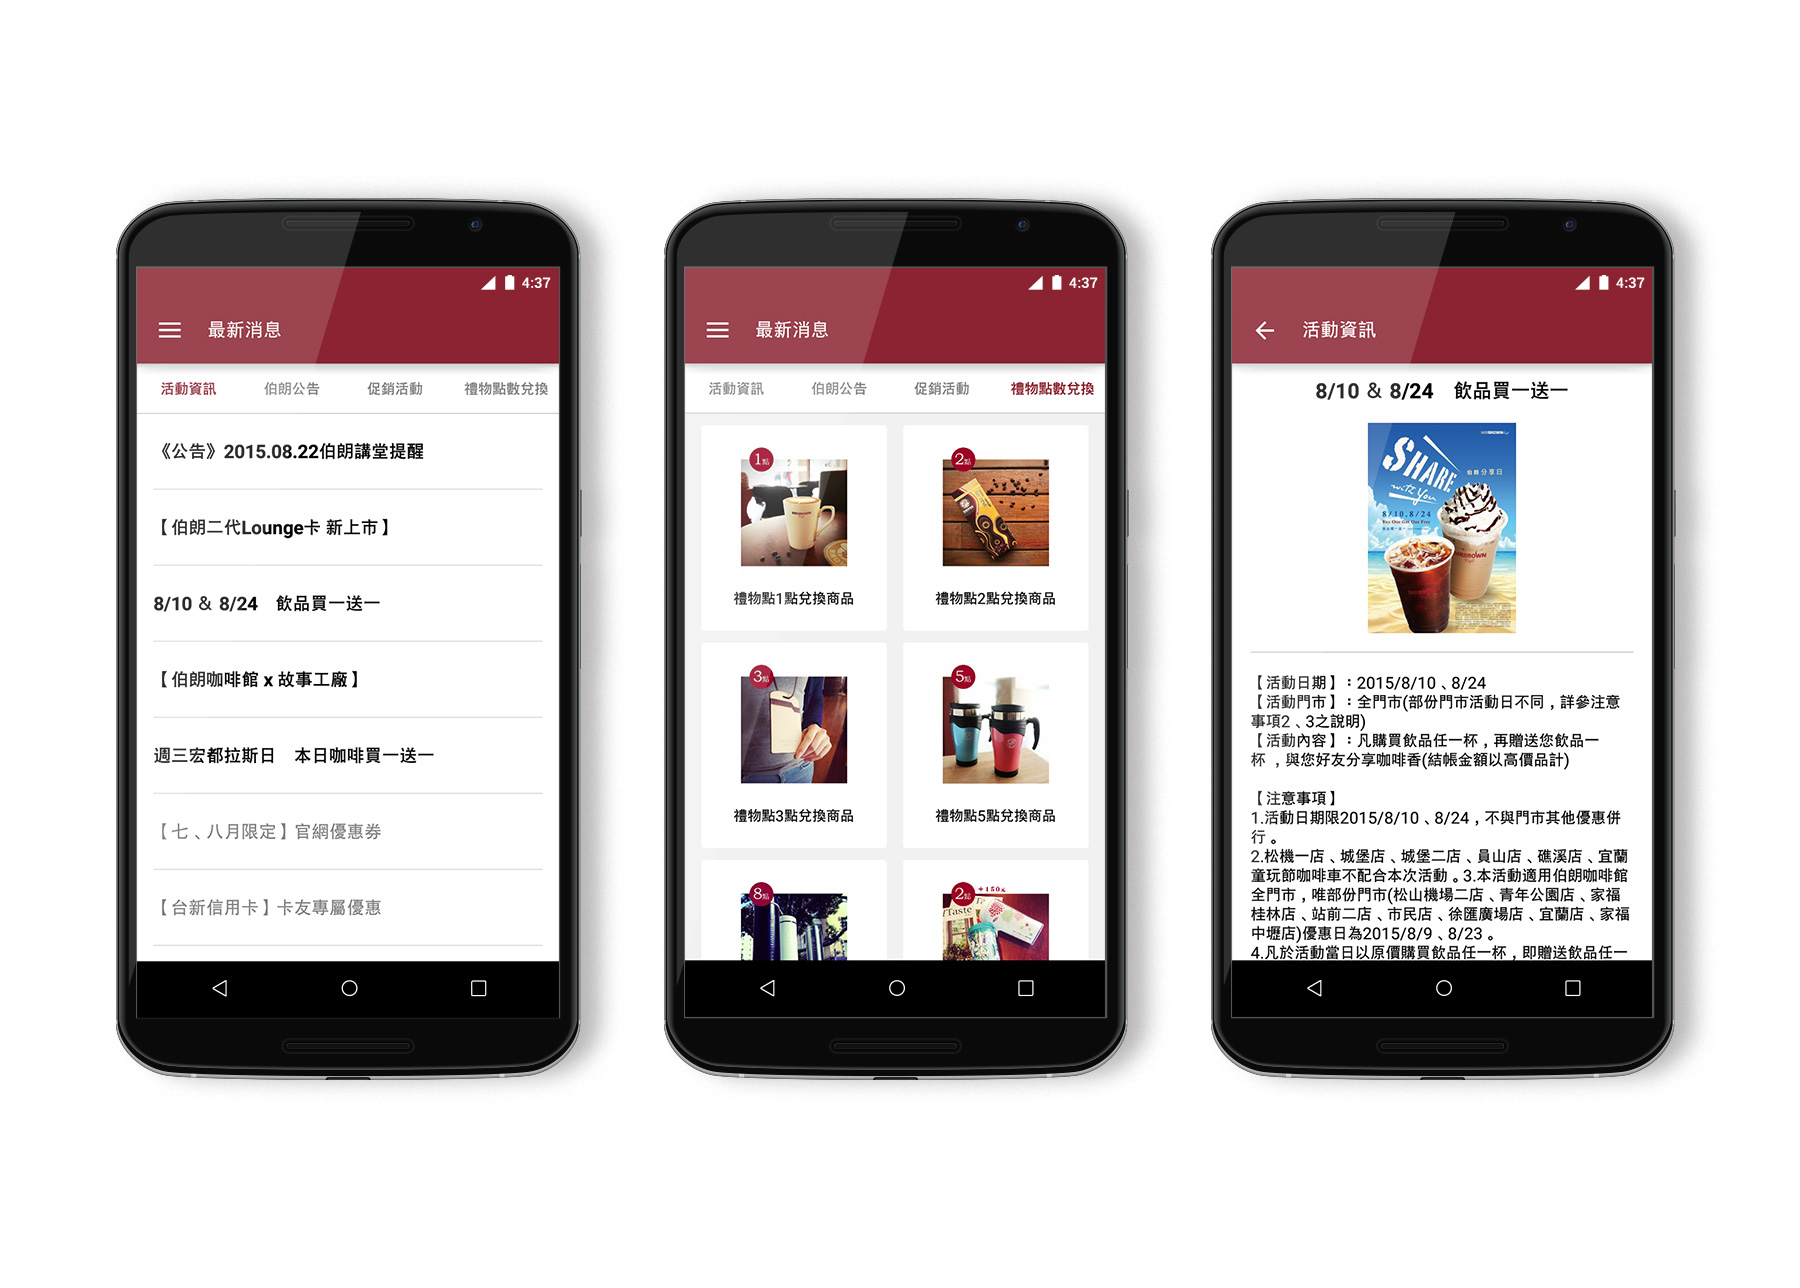 4:37
最新消息
活動資訊 伯朗公告 促銷活動 禮物點數兌換
《公告》2015.08.22伯朗講堂提醒
【伯朗二代Lounge卡 新上市】
8/10 & 8/24 飲品買一送一
【伯朗咖啡館 x 故事工廠】
週三宏都拉斯日 本日咖啡買一送一
【七、八月限定】官網優惠券
【台新信用卡】卡友專屬優惠
4:37
最新消息
活動資訊 伯朗公告 促銷活動 禮物點數兌換
1點
2點
禮物點1點兌換商品
禮物點2點兌換商品
3點
5點
禮物點3點兌換商品
禮物點5點兌換商品
8點
2點
+150元
Taste
4:37
活動資訊
8/10 & 8/24 飲品買一送一
SHARE
伯朗分享日
with You
8/10.8/24
Buy One Get One Free
【活動日期】：2015/8/10、8/24
【活動門市】：全門市(部份門市活動日不同，詳參注意
事項2、3之說明)
【活動內容】：凡購買飲品任一杯，再贈送您飲品一
杯，與您好友分享咖啡香(結帳金額以高價品計)
【注意事項】
1.活動日期限2015/8/10、8/24，不與門市其他優惠併
行。
2.松機一店、城堡店、城堡二店、員山店、礁溪店、宜蘭
童玩節咖啡車不配合本次活動。3.本活動適用伯朗咖啡館
全門市，唯部份門市(松山機場二店、青年公園店、家福
桂林店、站前二店、市民店、徐匯廣場店、宜蘭店、家福
中壢店)優惠日為2015/8/9、8/23。
4.凡於活動當日以原價購買飲品任一杯，即贈送飲品任一